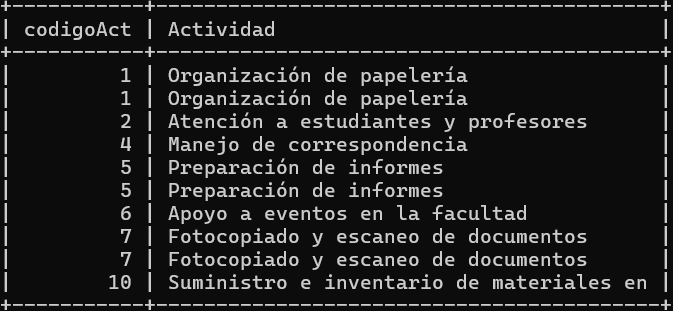 codigoAct | Actividad
1 | Organización de papelería
1 | Organización de papelería
2 | Atención a estudiantes y profesores
4 | Manejo de correspondencia
5 | Preparación de informes
5 | Preparación de informes
6 | Apoyo a eventos en la facultad
7 | Fotocopiado y escaneo de documentos
7 | Fotocopiado y escaneo de documentos
10 | Suministro e inventario de materiales en